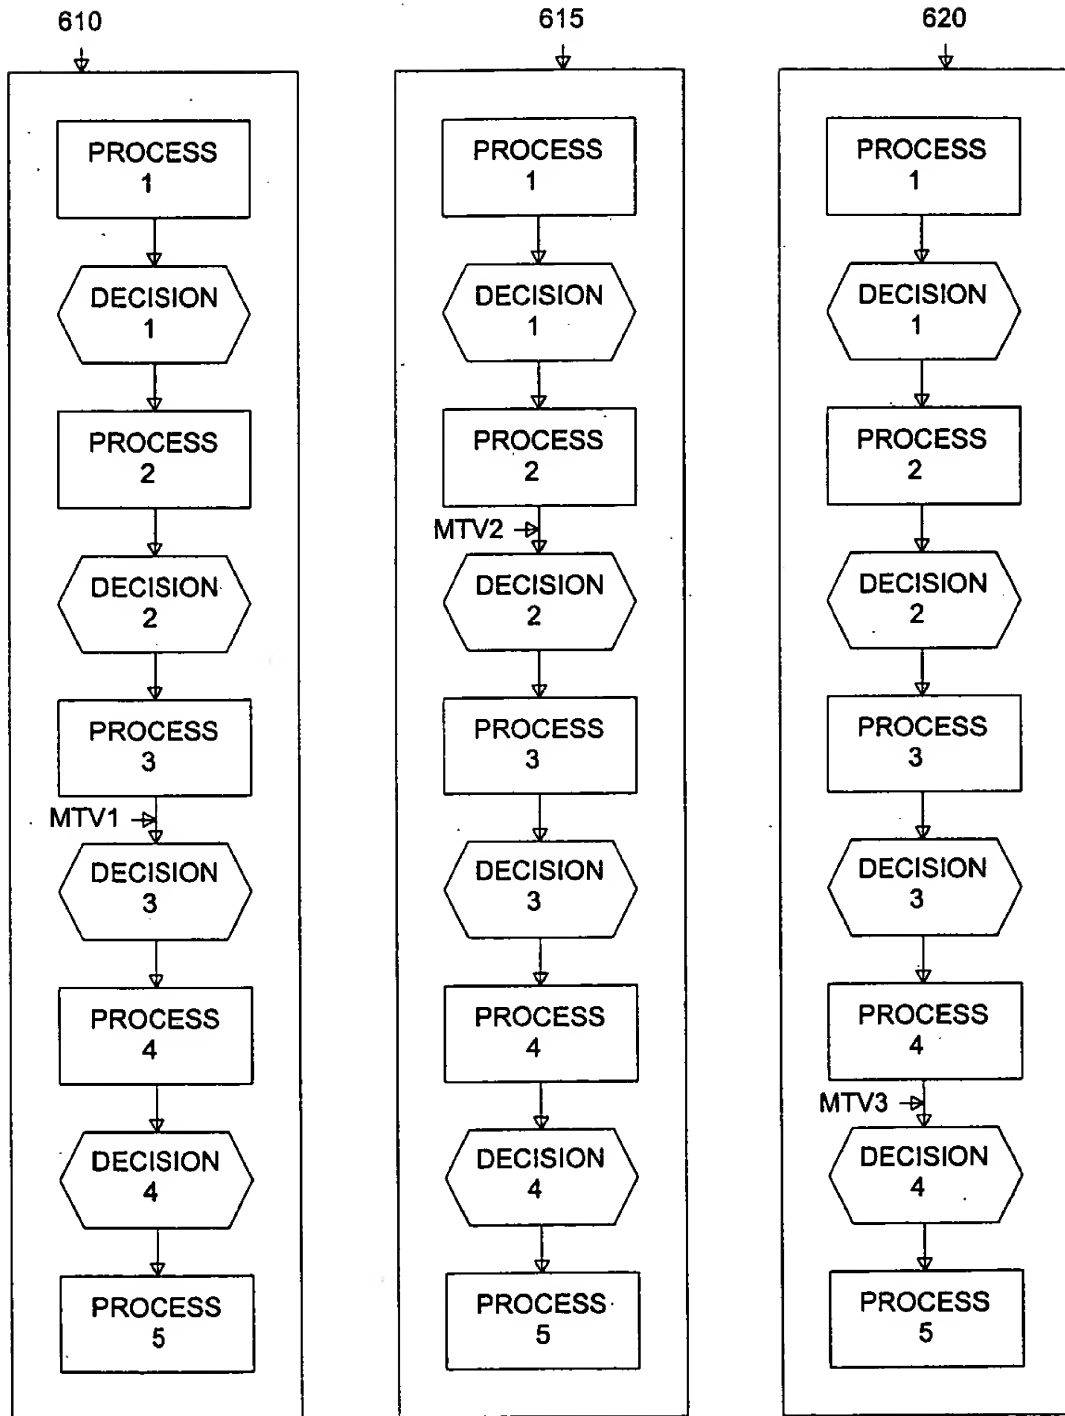 610
PROCESS
1
DECISION
1
PROCESS
2
DECISION
2
PROCESS
3
MTV1
DECISION
3
PROCESS
4
DECISION
4
PROCESS
5
615
PROCESS
1
DECISION
1
PROCESS
2
MTV2
DECISION
2
PROCESS
3
DECISION
3
PROCESS
4
DECISION
4
PROCESS
5
620
PROCESS
1
DECISION
1
PROCESS
2
DECISION
2
PROCESS
3
DECISION
3
PROCESS
4
MTV3
DECISION
4
PROCESS
5